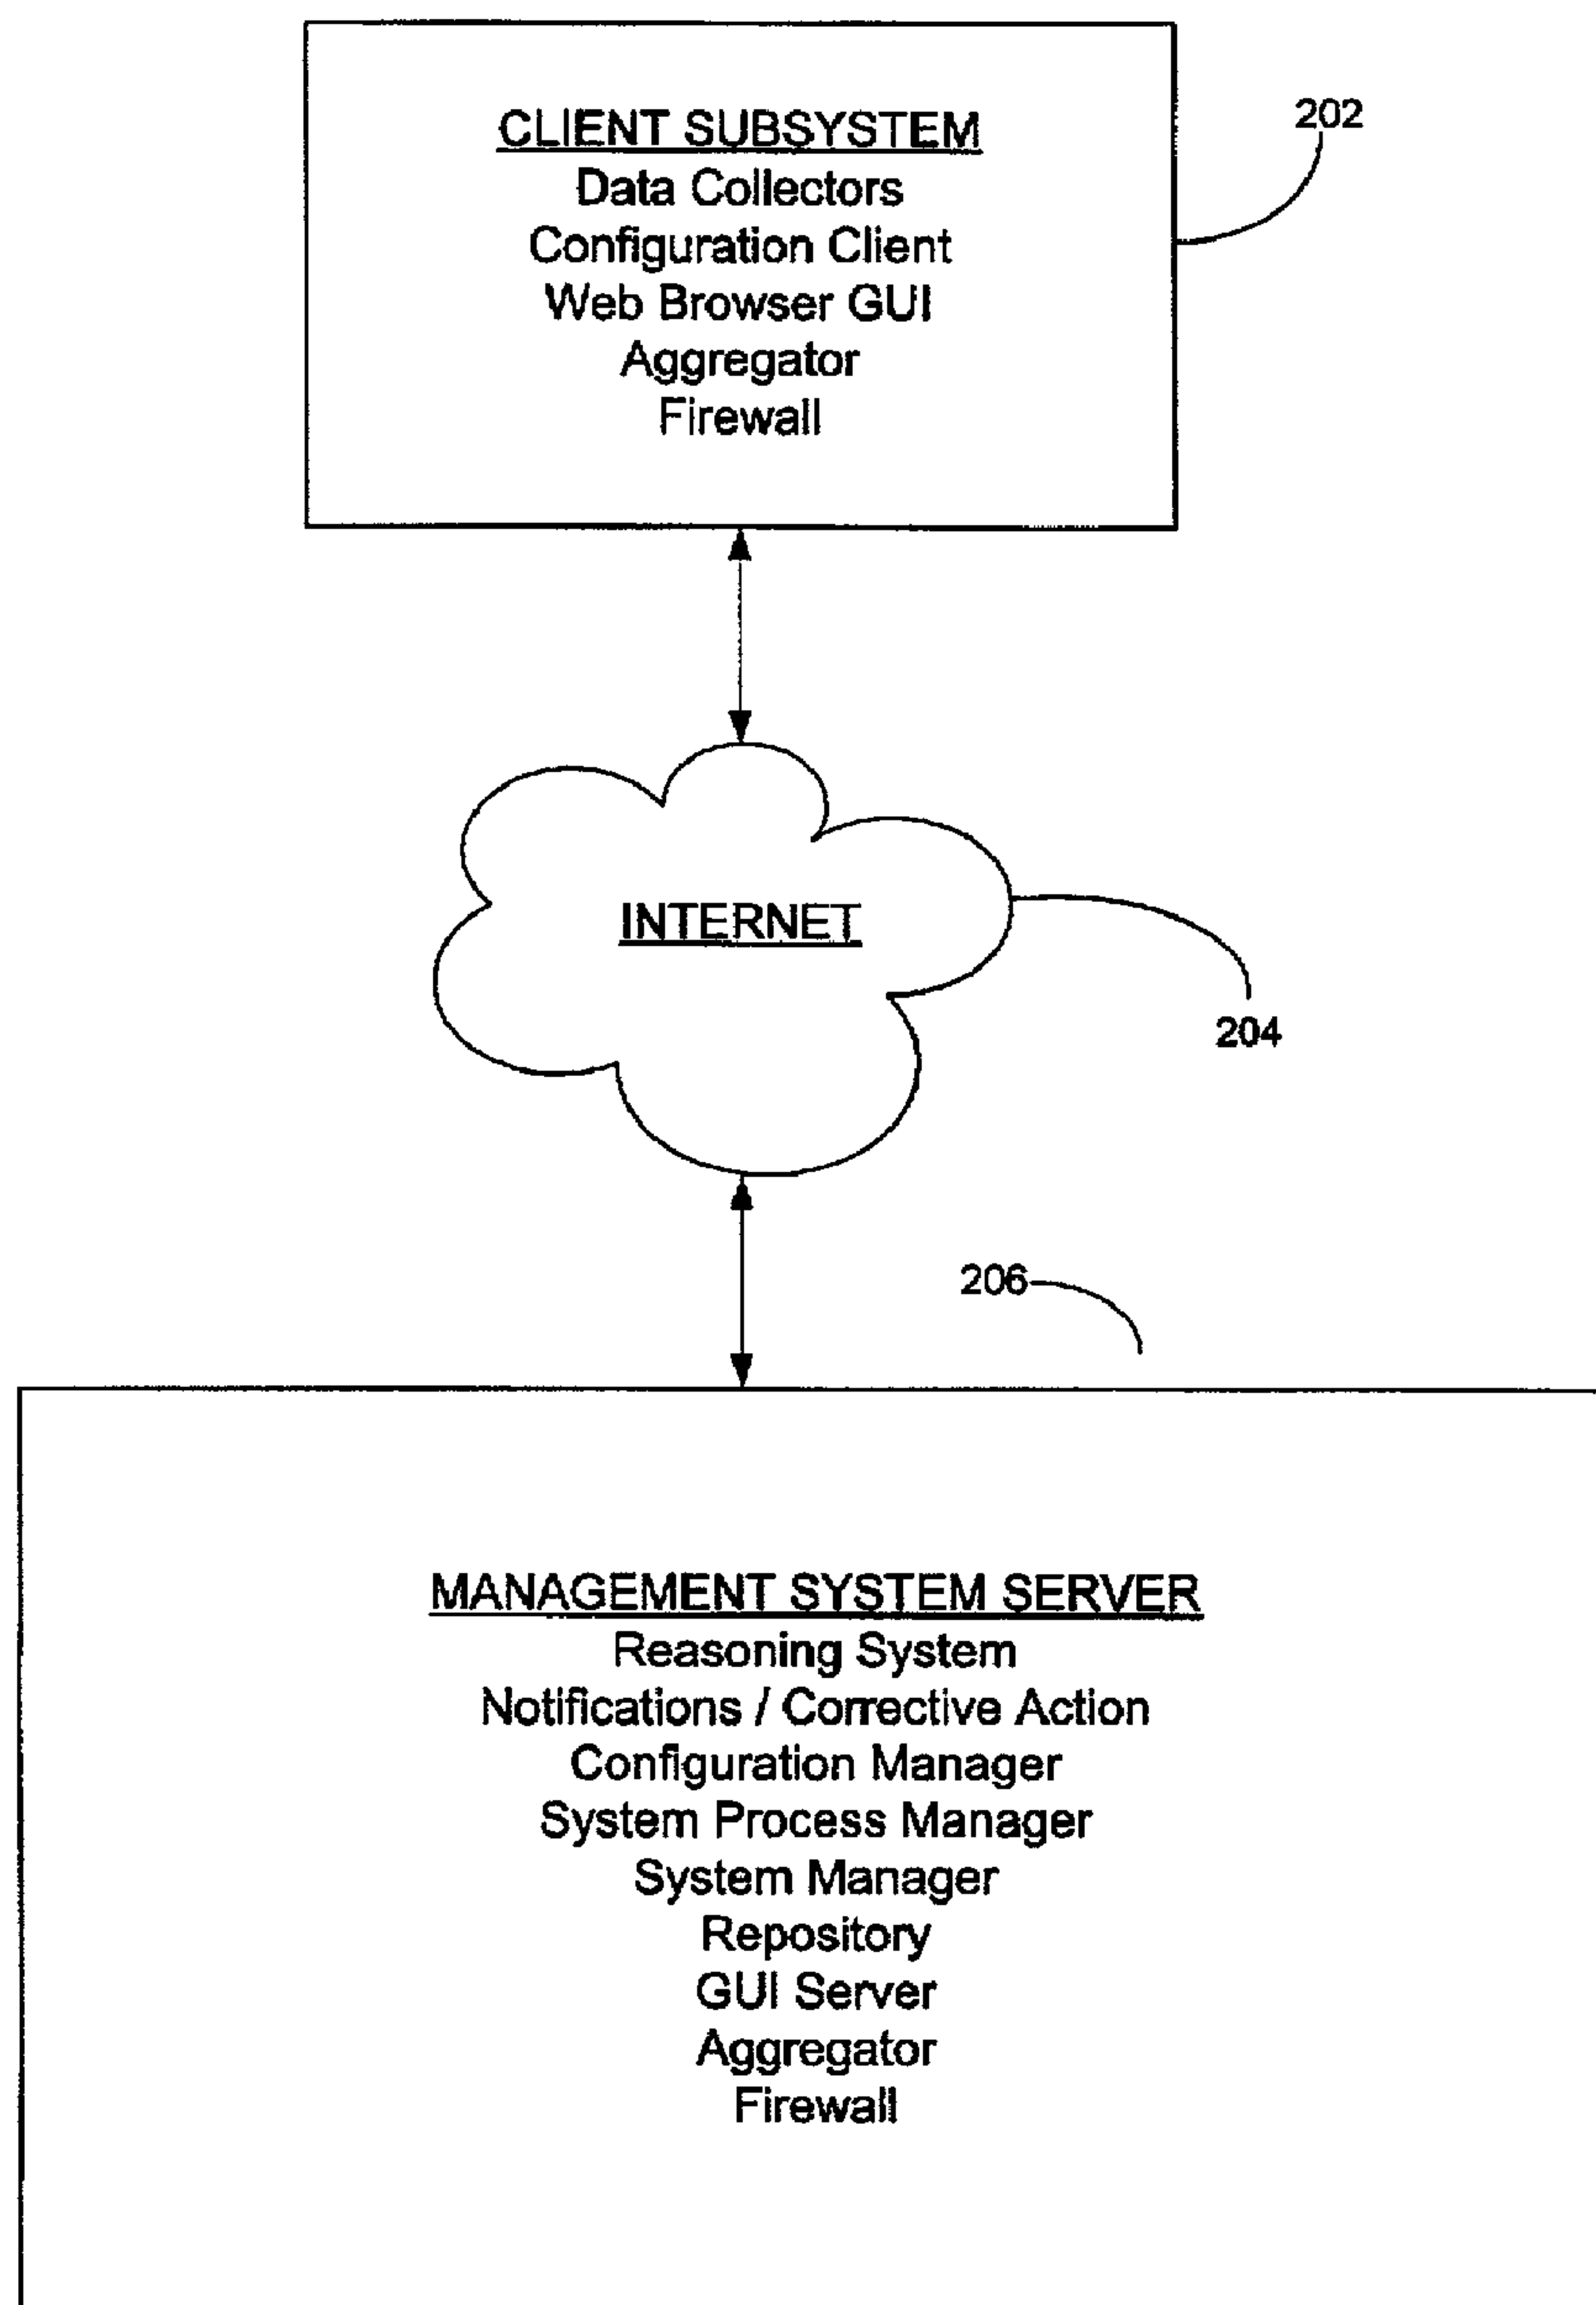 CLIENT SUBSYSTEM
202
Data Collectors
Configuration Client
Web Browser GUI
Aggregator
Firewall
INTERNET
204
206
MANAGEMENT SYSTEM SERVER
Reasoning System
Notifications / Corrective Action
Configuration Manager
System Process Manager
System Manager
Repository
GUI Server
Aggregator
Firewall